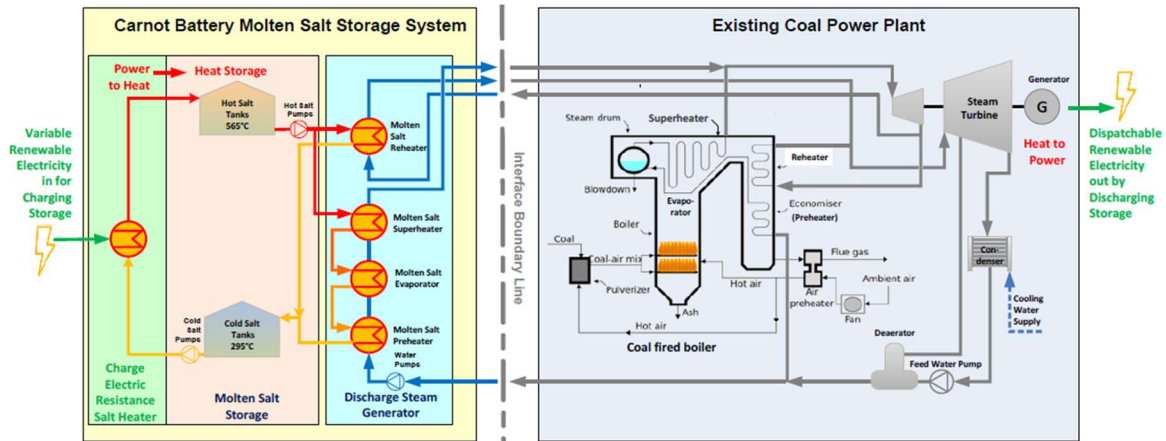 Carnot Battery Molten Salt Storage System
Power
to Heat
Heat Storage
Hot Salt
Tanks
565°C
Hot Salt
Pumps
Molten
Salt
Reheater
Variable
Renewable
Electricity
in for
Charging
Storage
Molten Salt
Superheater
Molten Salt
Evaporator
Molten Salt
Preheater
Cold Salt
Tanks
295°C
Cold
Salt
Pumps
Water
Pumps
Charge
Electric
Resistance
Salt Heater
Molten Salt
Storage
Discharge Steam
Generator
Interface Boundary Line
Existing Coal Power Plant
Steam drum
Superheater
Blowdown
Evapo-
rator
Reheater
Economiser
(Preheater)
Boiler
Coal
Coal-air mix
Pulverizer
Flue gas
Hot air
Air
preheater
Ambient air
Fan
Ash
Hot air
Coal fired boiler
Steam
Turbine
Generator
G
Heat to
Power
Dispatchable
Renewable
Electricity
out by
Discharging
Storage
Con-
denser
Cooling
Water
Supply
Deaerator
Feed Water Pump